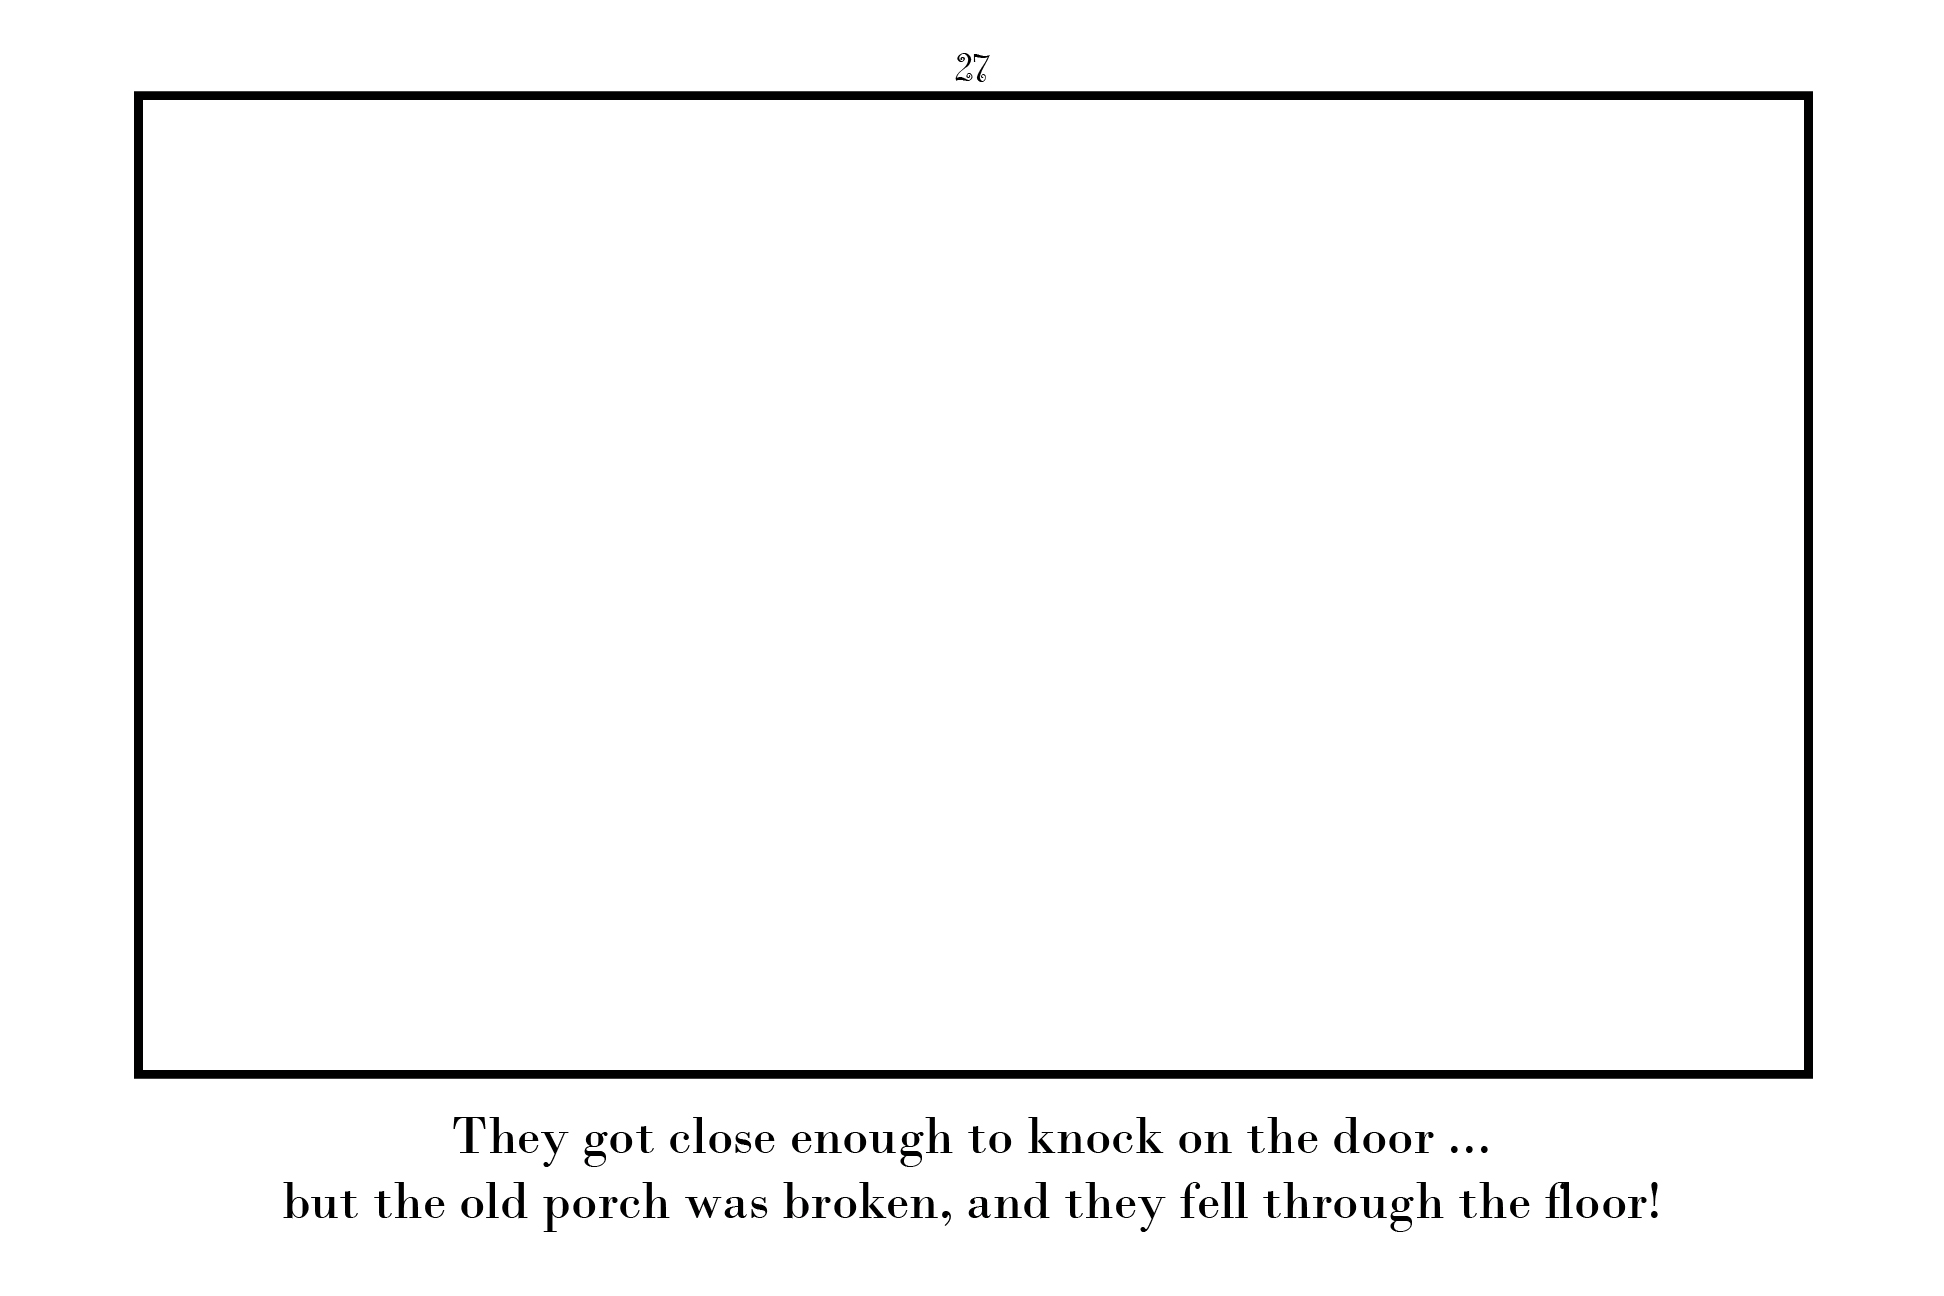 27
They got close enough to knock on the door ...
but the old porch was broken, and they fell through the floor!